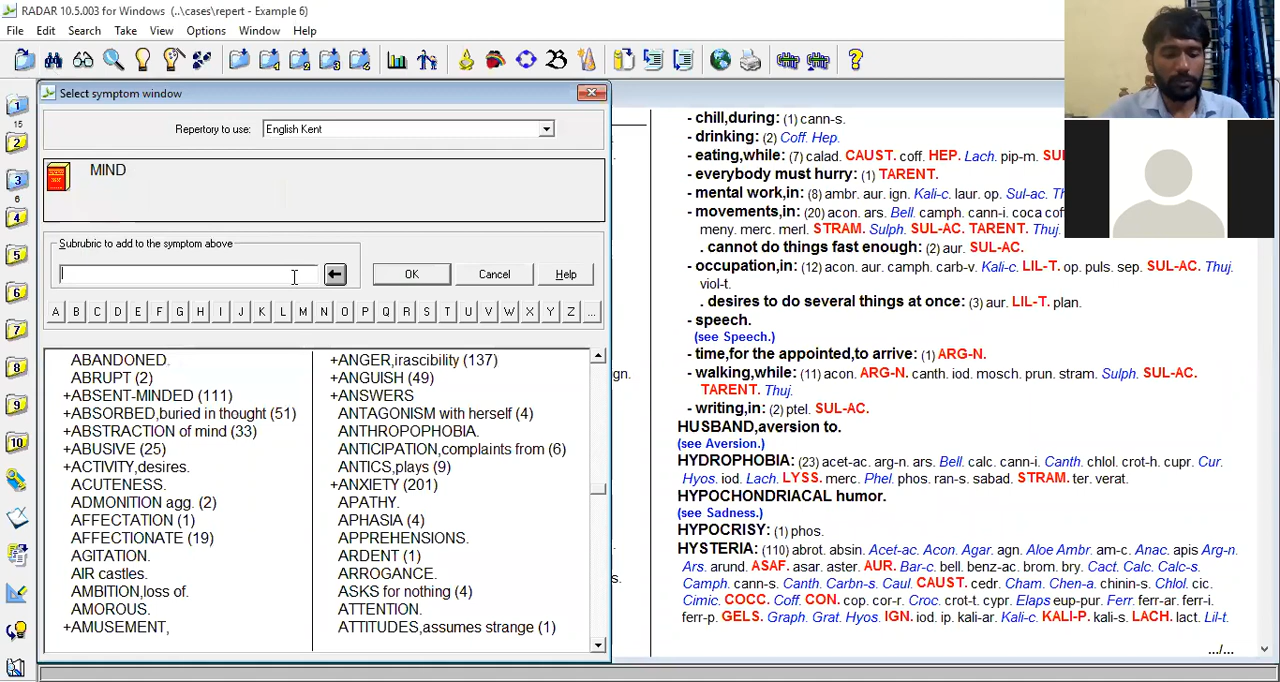 RADAR 10.5.003 for Windows (..\cases\repert - Example 6)
File Edit Search Take View Options Window Help
Select symptom window
Repertory to use: English Kent
MIND
Subrubric to add to the symptom above
OK Cancel Help
A B C D E F G H I J K L M N O P Q R S T U V W X Y Z ...
ABANDONED.
ABRUPT (2)
+ABSENT-MINDED (111)
+ABSORBED,buried in thought (51)
+ABSTRACTION of mind (33)
+ABUSIVE (25)
+ACTIVITY,desires.
ACUTENESS.
ADMONITION agg. (2)
AFFECTATION (1)
AFFECTIONATE (19)
AGITATION.
AIR castles.
AMBITION,loss of.
AMOROUS.
+AMUSEMENT,
+ANGER,irascibility (137)
+ANGUISH (49)
+ANSWERS
ANTAGONISM with herself (4)
ANTHROPOPHOBIA.
ANTICIPATION,complaints from (6)
ANTICS,plays (9)
+ANXIETY (201)
APATHY.
APHASIA (4)
APPREHENSIONS.
ARDENT (1)
ARROGANCE.
ASKS for nothing (4)
ATTENTION.
ATTITUDES,assumes strange (1)
1
15
2
3
6
4
5
6
7
8
9
10
ign.
s.
- chill,during: (1) cann-s.
- drinking: (2) Coff. Hep.
- eating,while: (7) calad. CAUST. coff. HEP. Lach. pip-m. SUL
- everybody must hurry: (1) TARENT.
- mental work,in: (8) ambr. aur. ign. Kali-c. laur. op. Sul-ac. Th
- movements,in: (20) acon. ars. Bell. camph. cann-i. coca cof
meny. merc. merl. STRAM. Sulph. SUL-AC. TARENT. Thuj.
. cannot do things fast enough: (2) aur. SUL-AC.
- occupation,in: (12) acon. aur. camph. carb-v. Kali-c. LIL-T. op. puls. sep. SUL-AC. Thuj.
viol-t.
. desires to do several things at once: (3) aur. LIL-T. plan.
- speech.
(see Speech.)
- time,for the appointed,to arrive: (1) ARG-N.
- walking,while: (11) acon. ARG-N. canth. iod. mosch. prun. stram. Sulph. SUL-AC.
TARENT. Thuj.
- writing,in: (2) ptel. SUL-AC.
HUSBAND,aversion to.
(see Aversion.)
HYDROPHOBIA: (23) acet-ac. arg-n. ars. Bell. calc. cann-i. Canth. chlol. crot-h. cupr. Cur.
Hyos. iod. Lach. LYSS. merc. Phel. phos. ran-s. sabad. STRAM. ter. verat.
HYPOCHONDRIACAL humor.
(see Sadness.)
HYPOCRISY: (1) phos.
HYSTERIA: (110) abrot. absin. Acet-ac. Acon. Agar. agn. Aloe Ambr. am-c. Anac. apis Arg-n.
Ars. arund. ASAF. asar. aster. AUR. Bar-c. bell. benz-ac. brom. bry. Cact. Calc. Calc-s.
Camph. cann-s. Canth. Carbn-s. Caul. CAUST. cedr. Cham. Chen-a. chinin-s. Chlol. cic.
Cimic. COCC. Coff. CON. cop. cor-r. Croc. crot-t. cypr. Elaps eup-pur. Ferr. ferr-ar. ferr-i.
ferr-p. GELS. Graph. Grat. Hyos. IGN. iod. ip. kali-ar. Kali-c. KALI-P. kali-s. LACH. lact. Lil-t.
.../...